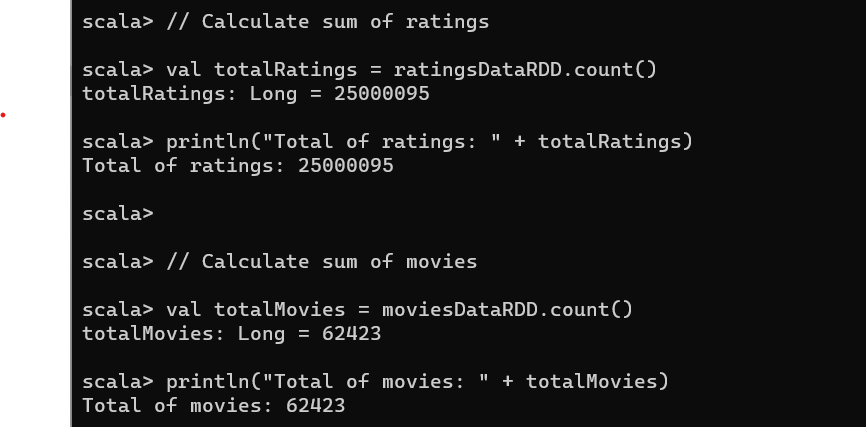 scala> // Calculate sum of ratings
scala> val totalRatings = ratingsDataRDD.count()
totalRatings: Long = 25000095
scala> println("Total of ratings: " + totalRatings)
Total of ratings: 25000095
scala>
scala> // Calculate sum of movies
scala> val totalMovies = moviesDataRDD.count()
totalMovies: Long = 62423
scala> println("Total of movies: " + totalMovies)
Total of movies: 62423